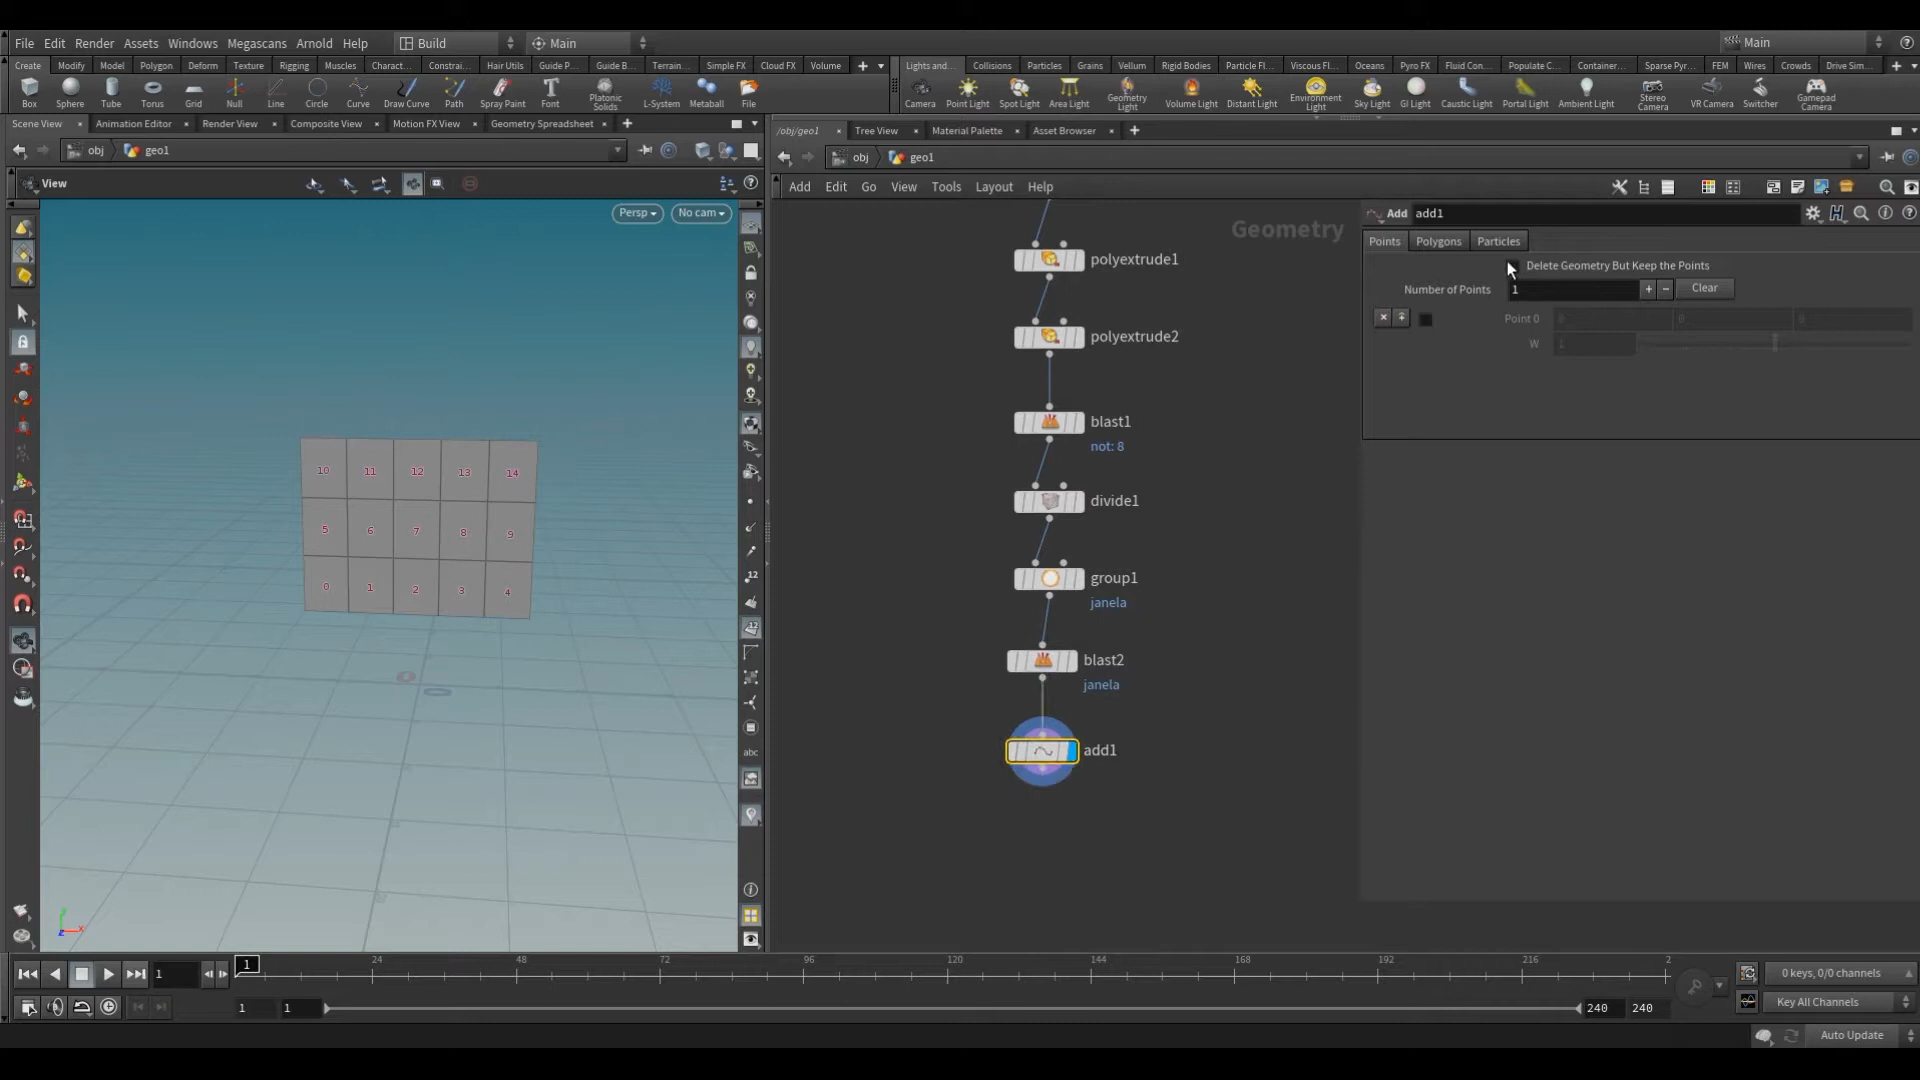 File Edit Render Assets Windows Megascans Arnold Help Build Main Main
Create Modify Model Polygon Deform Texture Rigging Muscles Charact... Constrai... Hair Utils Guide P... Guide B... Terrain... Simple FX Cloud FX Volume
Lights and... Collisions Particles Grains Vellum Rigid Bodies Particle Fl... Viscous Fl... Oceans Pyro FX Fluid Con... Populate C... Container... Sparse Pyr... FEM Wires Crowds Drive Sim...
Box Sphere Tube Torus Grid Null Line Circle Curve Draw Curve Path Spray Paint Font Platonic Solids L-System Metaball File
Camera Point Light Spot Light Area Light Geometry Light Volume Light Distant Light Environment Light Sky Light GI Light Caustic Light Portal Light Ambient Light Stereo Camera VR Camera Switcher Gamepad Camera
Scene View Animation Editor Render View Composite View Motion FX View Geometry Spreadsheet
/obj/geo1 Tree View Material Palette Asset Browser
obj geo1
obj geo1
View
Add Edit Go View Tools Layout Help
Persp No cam
Geometry
Add add1
Points Polygons Particles
Delete Geometry But Keep the Points
Number of Points 1 Clear
Point 0 0 0 0
W 1
polyextrude1
polyextrude2
blast1
not: 8
divide1
group1
janela
blast2
janela
add1
10 11 12 13 14
5 6 7 8 9
0 1 2 3 4
12
12
abc
1 1 24 48 72 96 120 144 168 192 216 2
0 keys, 0/0 channels
1 1 240 240 Key All Channels
Auto Update